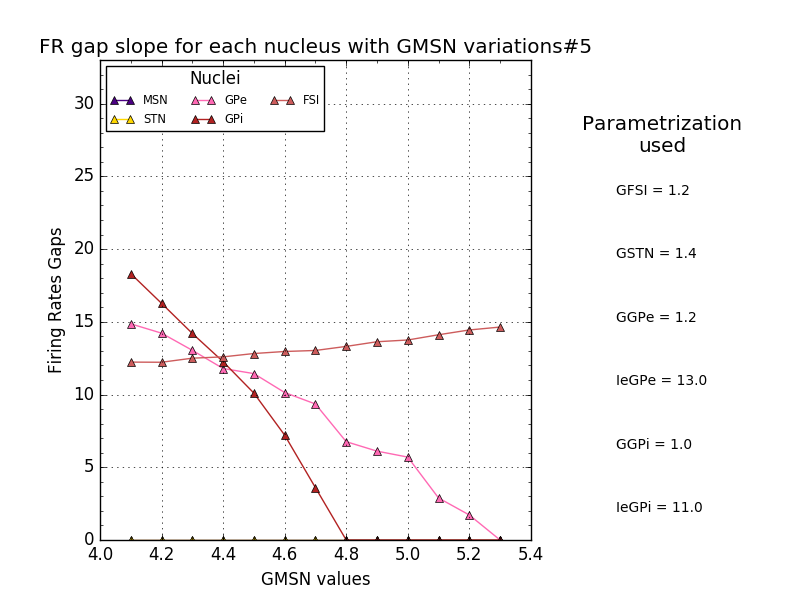 FR gap slope for each nucleus with GMSN variations#5
Nuclei
MSN GPe FSI
STN GPi
30
25
20
15
10
5
0
Firing Rates Gaps
4.0 4.2 4.4 4.6 4.8 5.0 5.2 5.4
GMSN values
Parametrization
used
GFSI = 1.2
GSTN = 1.4
GGPe = 1.2
IeGPe = 13.0
GGPi = 1.0
IeGPi = 11.0